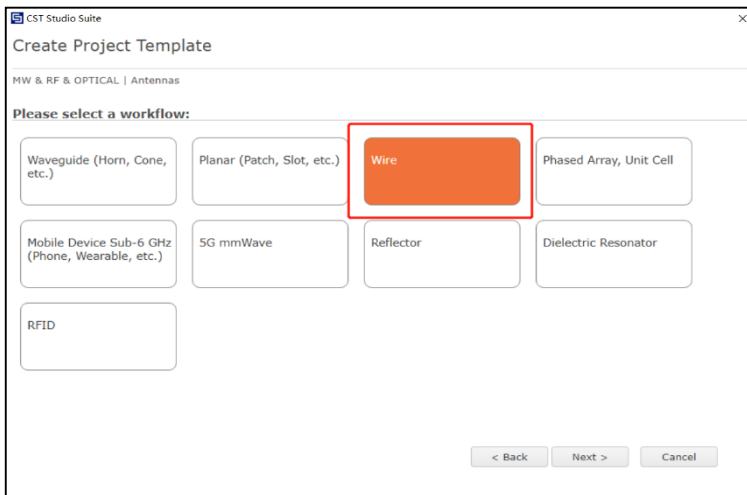 CST Studio Suite
Create Project Template
MW & RF & OPTICAL | Antennas
Please select a workflow:
Waveguide (Horn, Cone,
etc.)
Planar (Patch, Slot, etc.)
Wire
Phased Array, Unit Cell
Mobile Device Sub-6 GHz
(Phone, Wearable, etc.)
5G mmWave
Reflector
Dielectric Resonator
RFID
< Back
Next >
Cancel